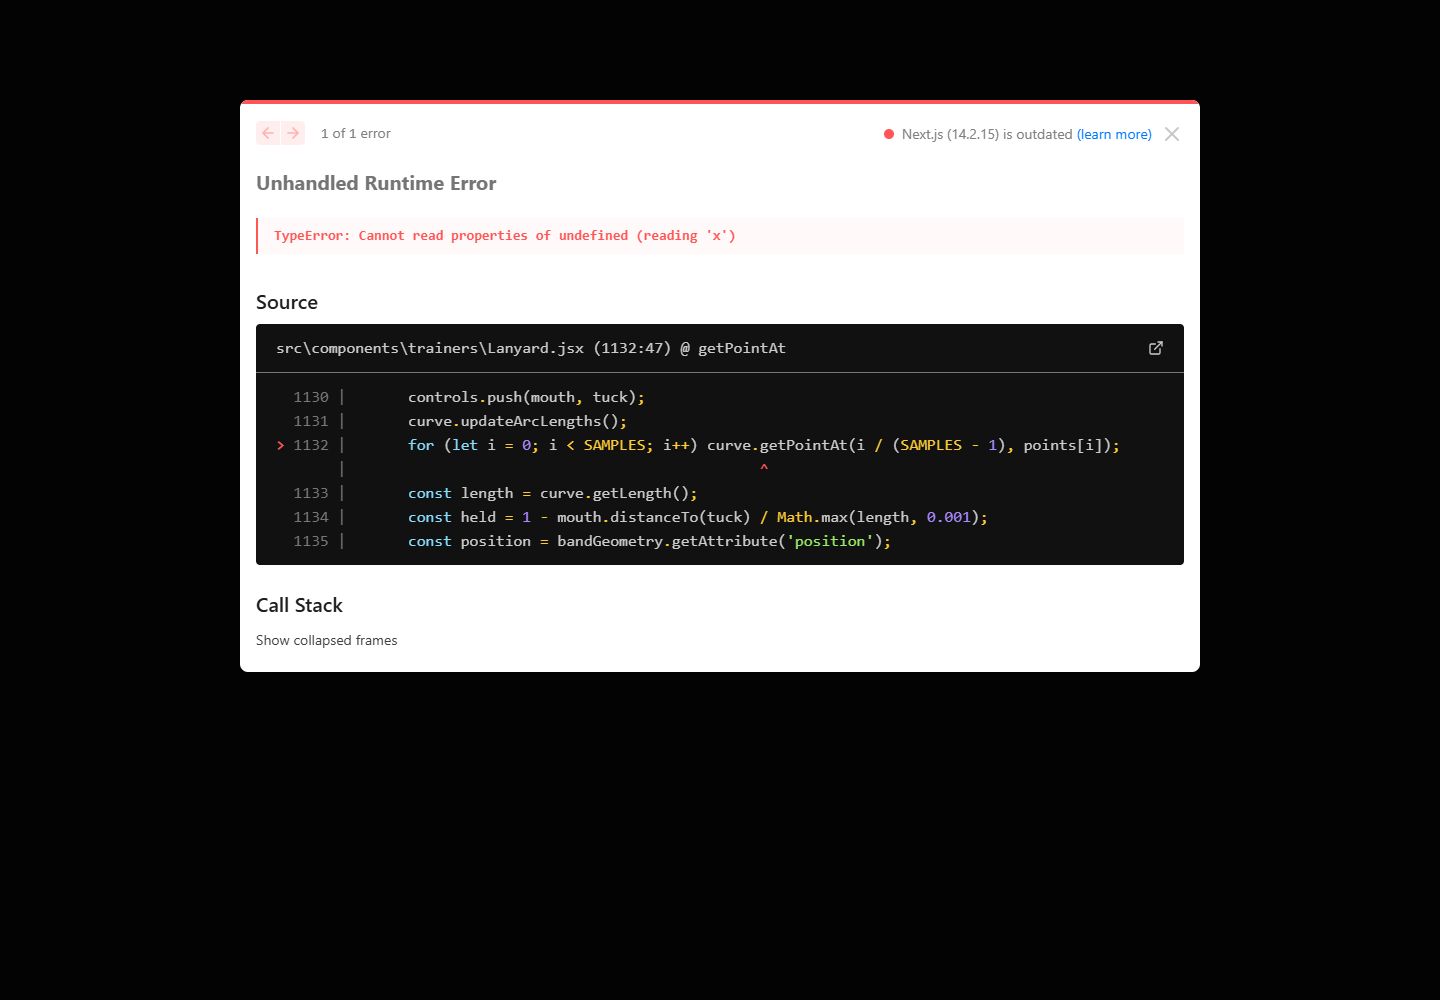 1 of 1 error
Next.js (14.2.15) is outdated (learn more)
Unhandled Runtime Error
TypeError: Cannot read properties of undefined (reading 'x')
Source
src\components\trainers\Lanyard.jsx (1132:47) @ getPointAt
1130 | controls.push(mouth, tuck);
1131 | curve.updateArcLengths();
> 1132 | for (let i = 0; i < SAMPLES; i++) curve.getPointAt(i / (SAMPLES - 1), points[i]);
| ^
1133 | const length = curve.getLength();
1134 | const held = 1 - mouth.distanceTo(tuck) / Math.max(length, 0.001);
1135 | const position = bandGeometry.getAttribute('position');
Call Stack
Show collapsed frames